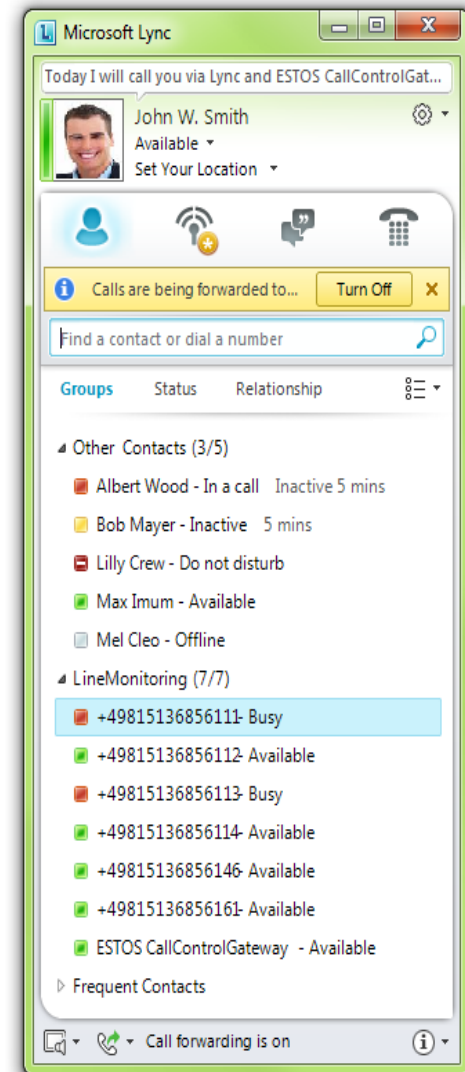 Microsoft Lync
Today I will call you via Lync and ESTOS CallControlGat...
John W. Smith
Available
Set Your Location
Calls are being forwarded to... Turn Off
Find a contact or dial a number
Groups Status Relationship
Other Contacts (3/5)
Albert Wood - In a call Inactive 5 mins
Bob Mayer - Inactive 5 mins
Lilly Crew - Do not disturb
Max Imum - Available
Mel Cleo - Offline
LineMonitoring (7/7)
+49815136856111- Busy
+49815136856112- Available
+49815136856113- Busy
+49815136856114- Available
+49815136856146- Available
+49815136856161- Available
ESTOS CallControlGateway - Available
Frequent Contacts
Call forwarding is on